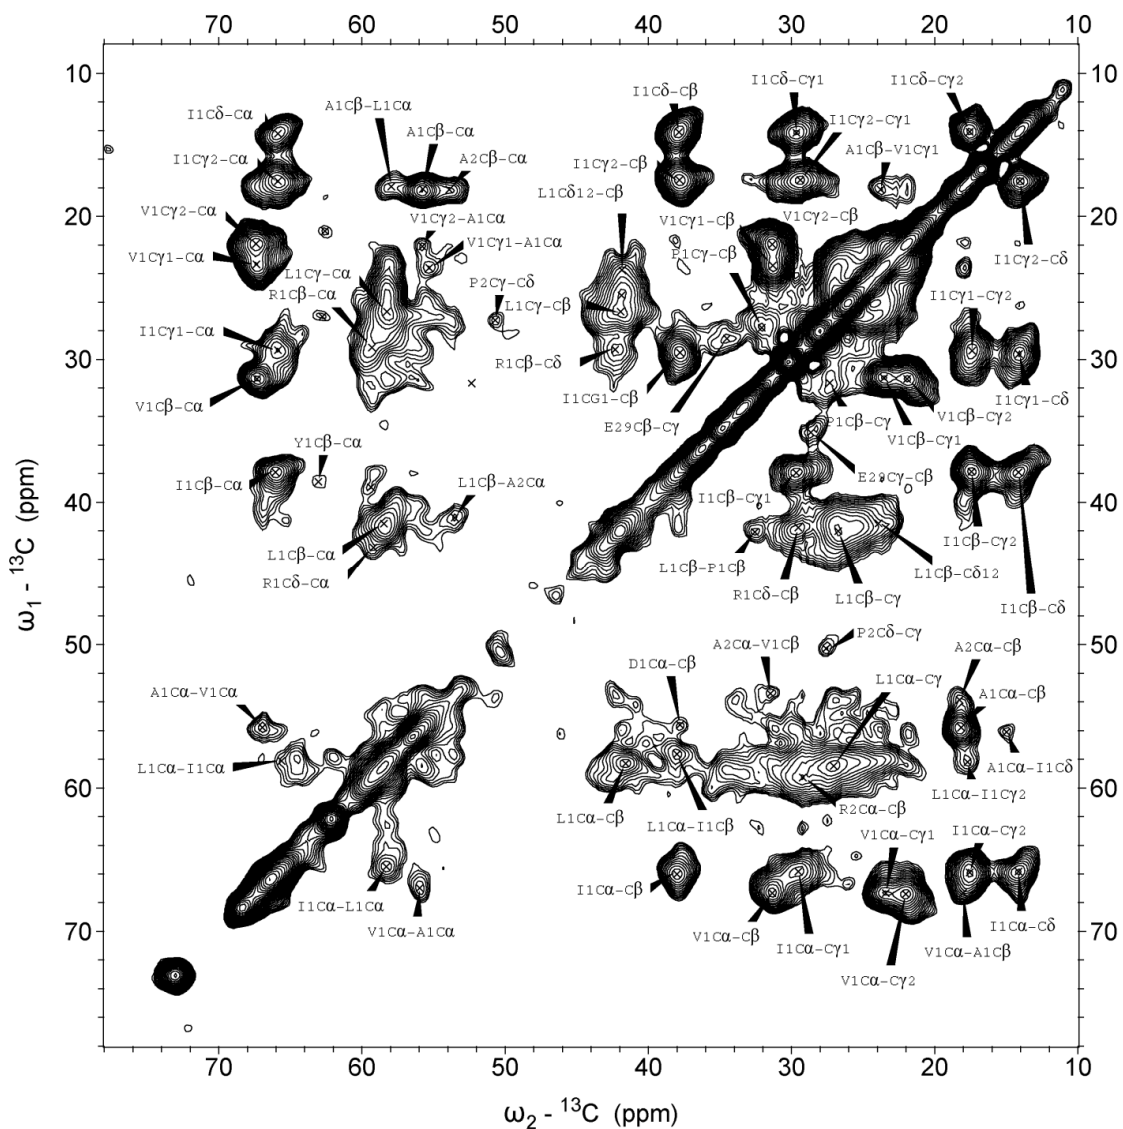 70 60 50 40 30 20 10
10 10
I1Cδ-Cα
A1Cβ-L1Cα
I1Cδ-Cβ
I1Cδ-Cγ1
I1Cδ-Cγ2
A1Cβ-Cα
I1Cγ2-Cγ1
I1Cγ2-Cα
A2Cβ-Cα
I1Cγ2-Cβ
A1Cβ-V1Cγ1
L1Cδ12-Cβ
20 20
V1Cγ2-Cα
V1Cγ2-A1Cα
V1Cγ1-Cβ
V1Cγ2-Cβ
V1Cγ1-Cα
V1Cγ1-A1Cα
P1Cγ-Cβ
I1Cγ2-Cδ
L1Cγ-Cα
P2Cγ-Cδ
R1Cβ-Cα
L1Cγ-Cβ
I1Cγ1-Cγ2
I1Cγ1-Cα
30 30
R1Cβ-Cδ
I1CG1-Cβ
I1Cγ1-Cδ
V1Cβ-Cα
E29Cβ-Cγ
P1Cβ-Cγ
V1Cβ-Cγ2
V1Cβ-Cγ1
Y1Cβ-Cα
I1Cβ-Cα
L1Cβ-A2Cα
E29Cγ-Cβ
I1Cβ-Cγ1
40 40
I1Cβ-Cγ2
L1Cβ-Cα
L1Cβ-P1Cβ
L1Cβ-Cδ12
R1Cδ-Cα
R1Cδ-Cβ
L1Cβ-Cγ
I1Cβ-Cδ
ω1 - 13C (ppm)
50 50
A2Cα-V1Cβ
P2Cδ-Cγ
A2Cα-Cβ
D1Cα-Cβ
L1Cα-Cγ
A1Cα-V1Cα
A1Cα-Cβ
L1Cα-I1Cα
A1Cα-I1Cδ
60 60
L1Cα-I1Cγ2
L1Cα-Cβ
L1Cα-I1Cβ
R2Cα-Cβ
V1Cα-Cγ1
I1Cα-Cγ2
I1Cα-L1Cα
I1Cα-Cβ
V1Cα-A1Cα
V1Cα-Cβ
I1Cα-Cγ1
V1Cα-A1Cβ
I1Cα-Cδ
70 70
V1Cα-Cγ2
70 60 50 40 30 20 10
ω2 - 13C (ppm)